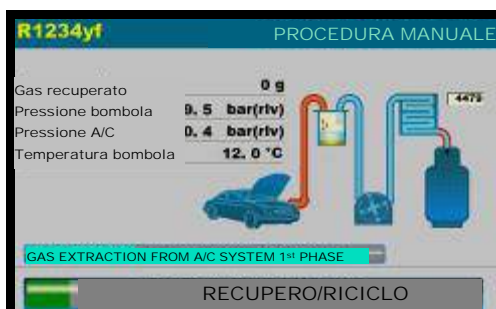 R1234yf PROCEDURA MANUALE
Gas recuperato 0 g
Pressione bombola 9.5 bar(rlv)
Pressione A/C 0.4 bar(rlv)
Temperatura bombola 12.0 °C
4479
GAS EXTRACTION FROM A/C SYSTEM 1st PHASE
RECUPERO/RICICLO